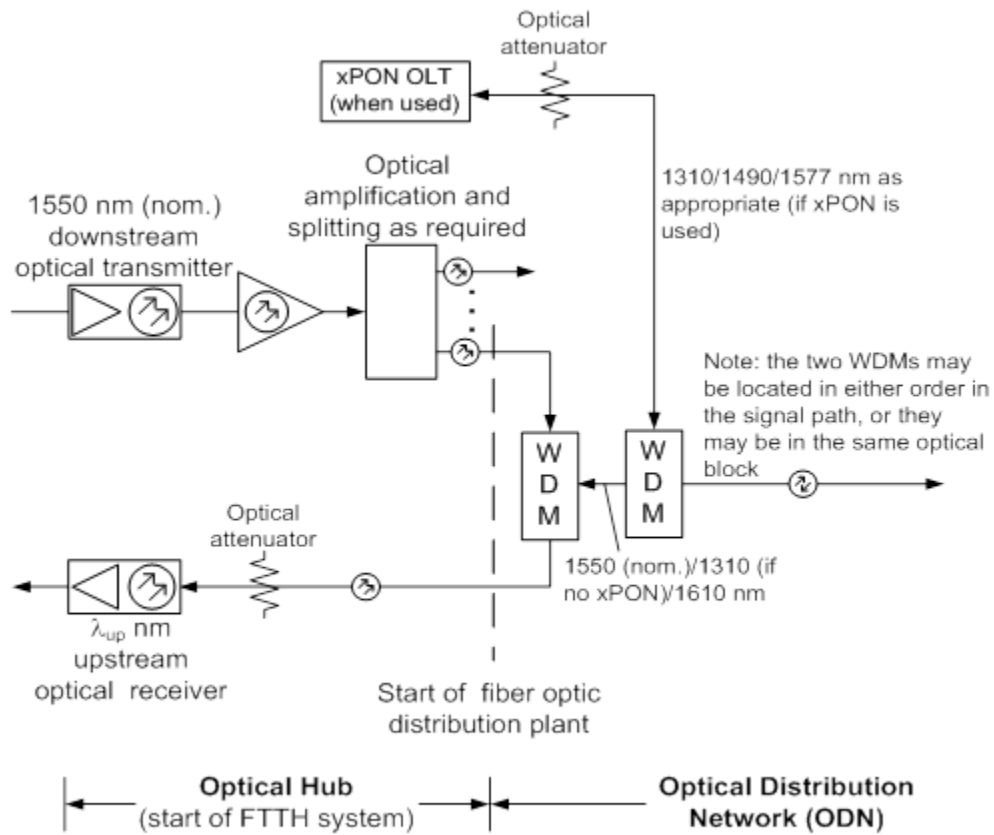 Optical
attenuator
xPON OLT
(when used)
Optical
amplification and
splitting as required
1310/1490/1577 nm as
appropriate (if xPON is
used)
1550 nm (nom.)
downstream
optical transmitter
Note: the two WDMs may
be located in either order in
the signal path, or they
may be in the same optical
block
W
D
M
W
D
M
Optical
attenuator
1550 (nom.)/1310 (if
no xPON)/1610 nm
λup nm
upstream
optical receiver
Start of fiber optic
distribution plant
Optical Hub
(start of FTTH system)
Optical Distribution
Network (ODN)